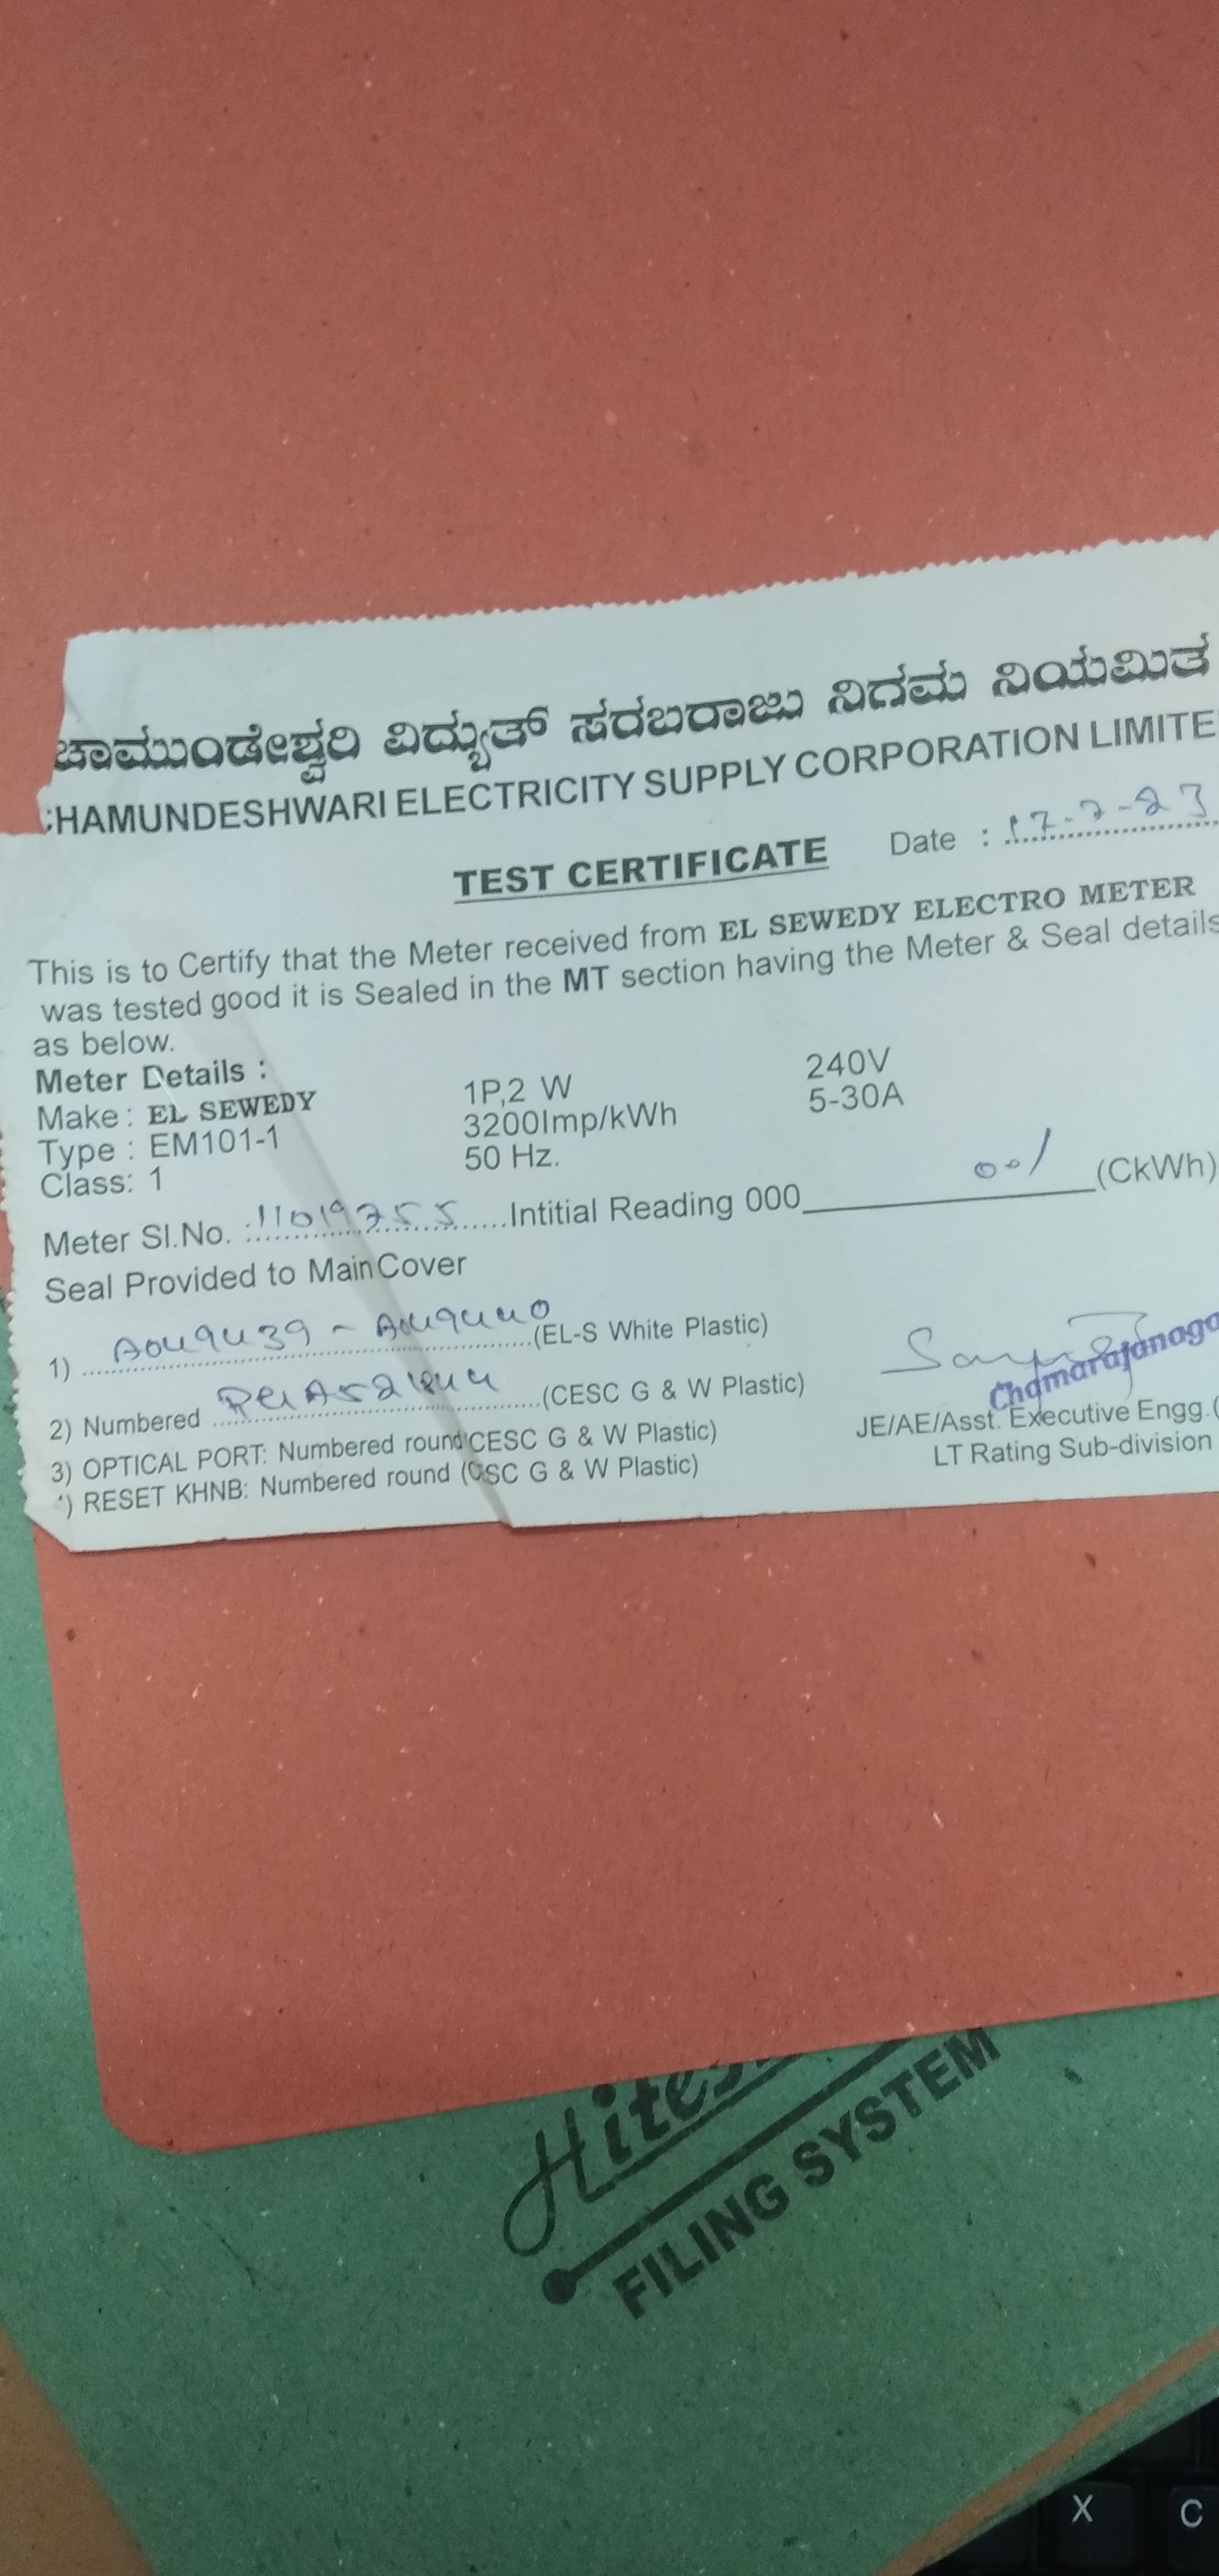 ಚಾಮುಂಡೇಶ್ವರಿ ವಿದ್ಯುತ್ ಸರಬರಾಜು ನಿಗಮ ನಿಯಮಿತ
CHAMUNDESHWARI ELECTRICITY SUPPLY CORPORATION LIMITE
TEST CERTIFICATE Date : 17-7-23
This is to Certify that the Meter received from EL SEWEDY ELECTRO METER
was tested good it is Sealed in the MT section having the Meter & Seal details
as below.
Meter Details :
Make : EL SEWEDY 1P,2 W 240V
Type : EM101-1 3200Imp/kWh 5-30A
Class: 1 50 Hz.
Meter Sl.No. 11019755 Intitial Reading 000 001 (CkWh)
Seal Provided to Main Cover
1) A049439 - A049440 (EL-S White Plastic)
2) Numbered (CESC G & W Plastic)
3) OPTICAL PORT: Numbered round CESC G & W Plastic)
) RESET KHNB: Numbered round (CSC G & W Plastic)
Chamarajanaga
JE/AE/Asst. Executive Engg.(
LT Rating Sub-division
FILING SYSTEM
X C